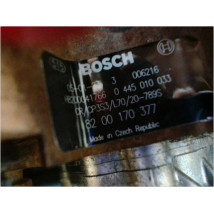 BOSCH
3 006216
0 445 010 033
CR/CP3S3/L70/20-789S
82 00 170 377
Made in Czech Republic